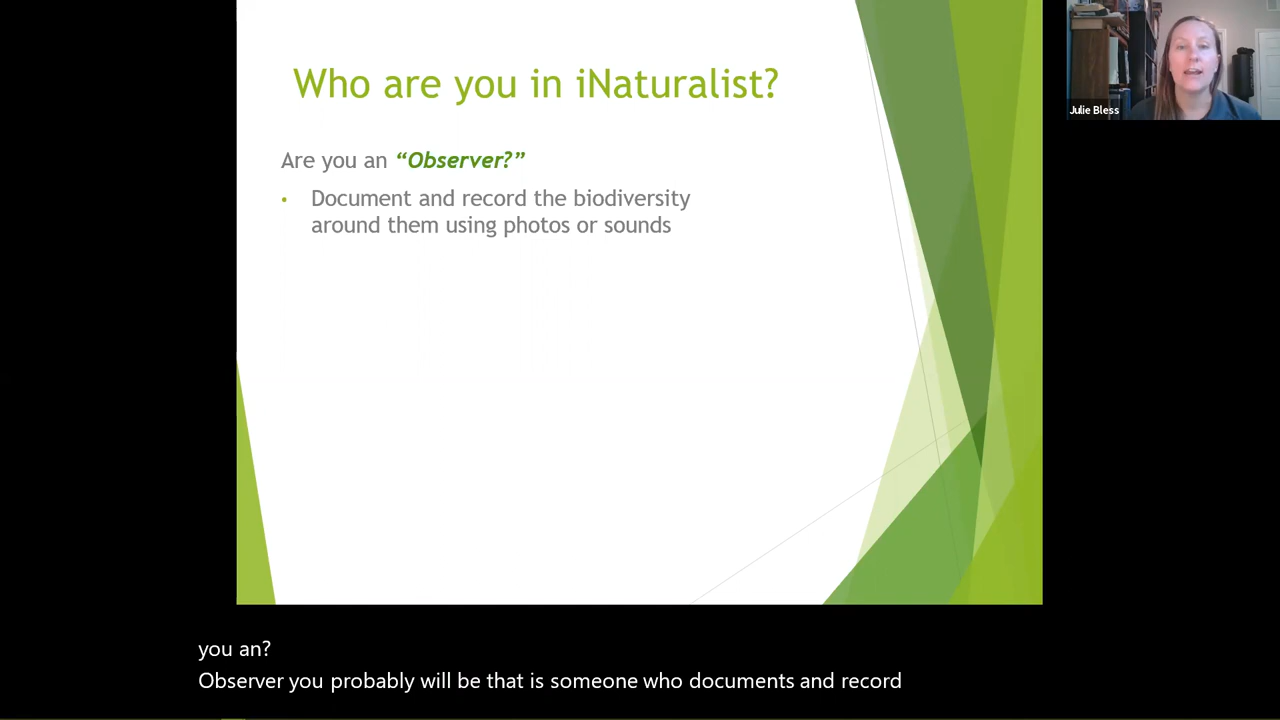 Who are you in iNaturalist?
Are you an “Observer?”
• Document and record the biodiversity
around them using photos or sounds
Julie Bless
you an?
Observer you probably will be that is someone who documents and record